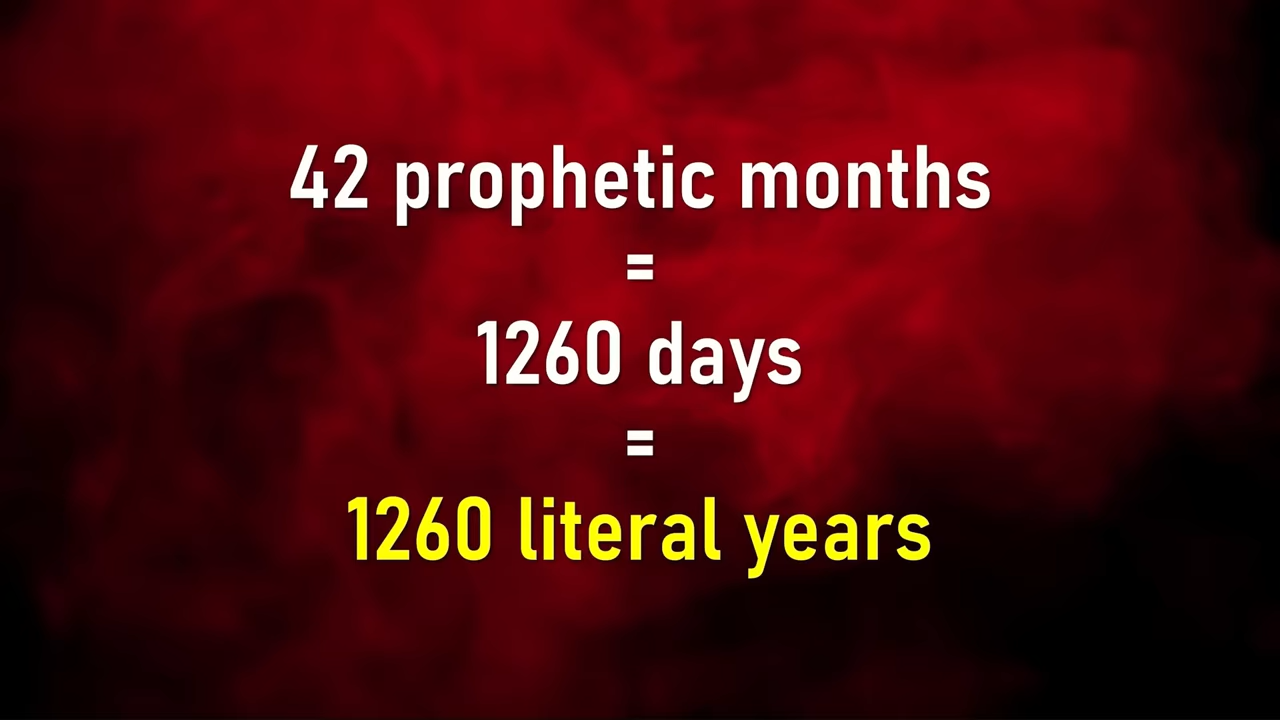 42 prophetic months
=
1260 days
=
1260 literal years